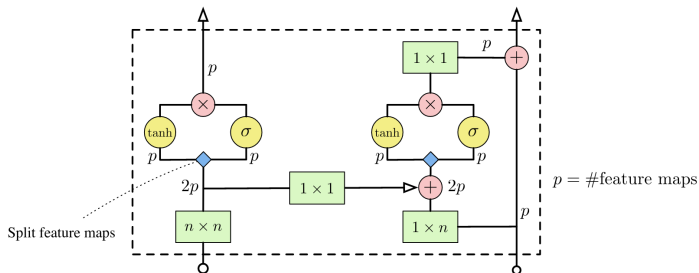 p
p
1 × 1
+
×
×
tanh
σ
tanh
σ
p
p
p
p
2p
1 × 1
+
2p
p = #feature maps
p
Split feature maps
n × n
1 × n